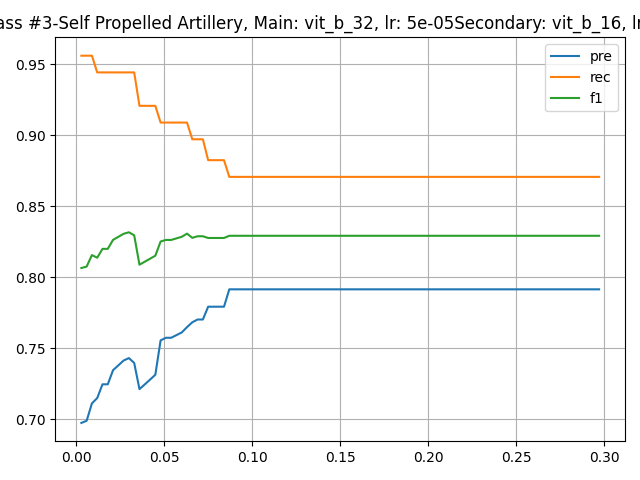 ass #3-Self Propelled Artillery, Main: vit_b_32, lr: 5e-05Secondary: vit_b_16, lr
0.95
0.90
0.85
0.80
0.75
0.70
0.00 0.05 0.10 0.15 0.20 0.25 0.30
pre
rec
f1